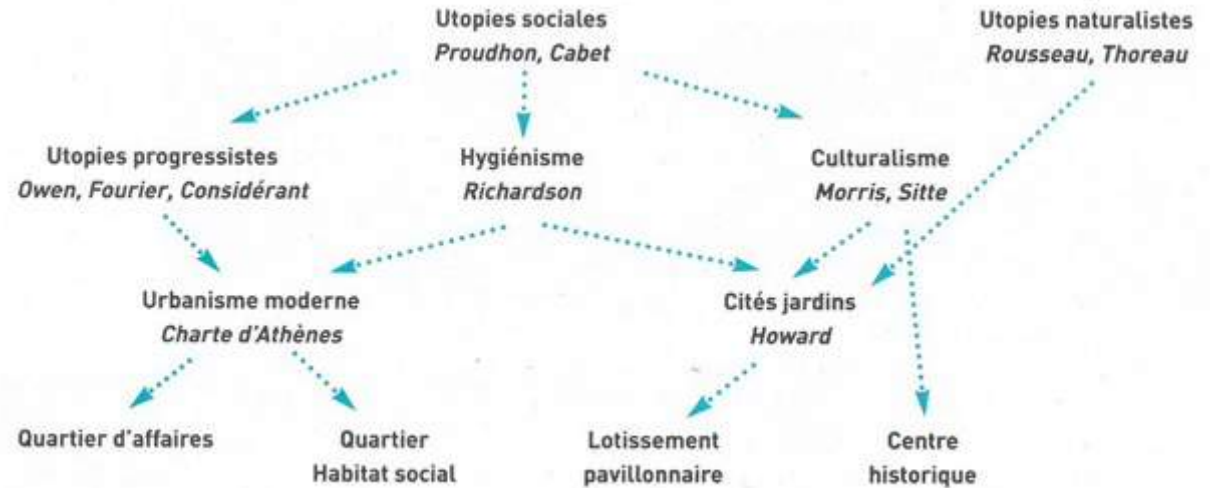 Utopies sociales
Proudhon, Cabet
Utopies naturalistes
Rousseau, Thoreau
Utopies progressistes
Owen, Fourier, Considérant
Hygiénisme
Richardson
Culturalisme
Morris, Sitte
Urbanisme moderne
Charte d'Athènes
Cités jardins
Howard
Quartier d'affaires
Quartier
Habitat social
Lotissement
pavillonnaire
Centre
historique